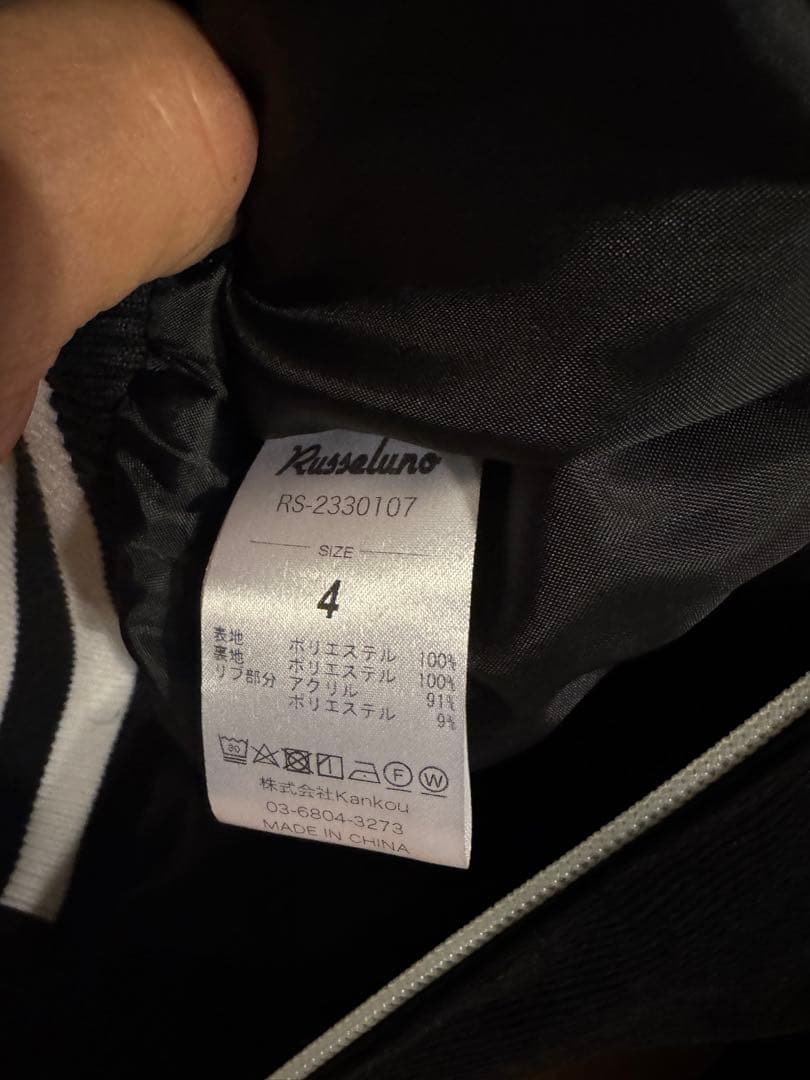 Russeluno
RS-2330107
SIZE
4
表地 ポリエステル 100%
裏地 ポリエステル 100%
リブ部分 アクリル 91%
ポリエステル 9%
30 F W
株式会社Kankou
03-6804-3273
MADE IN CHINA